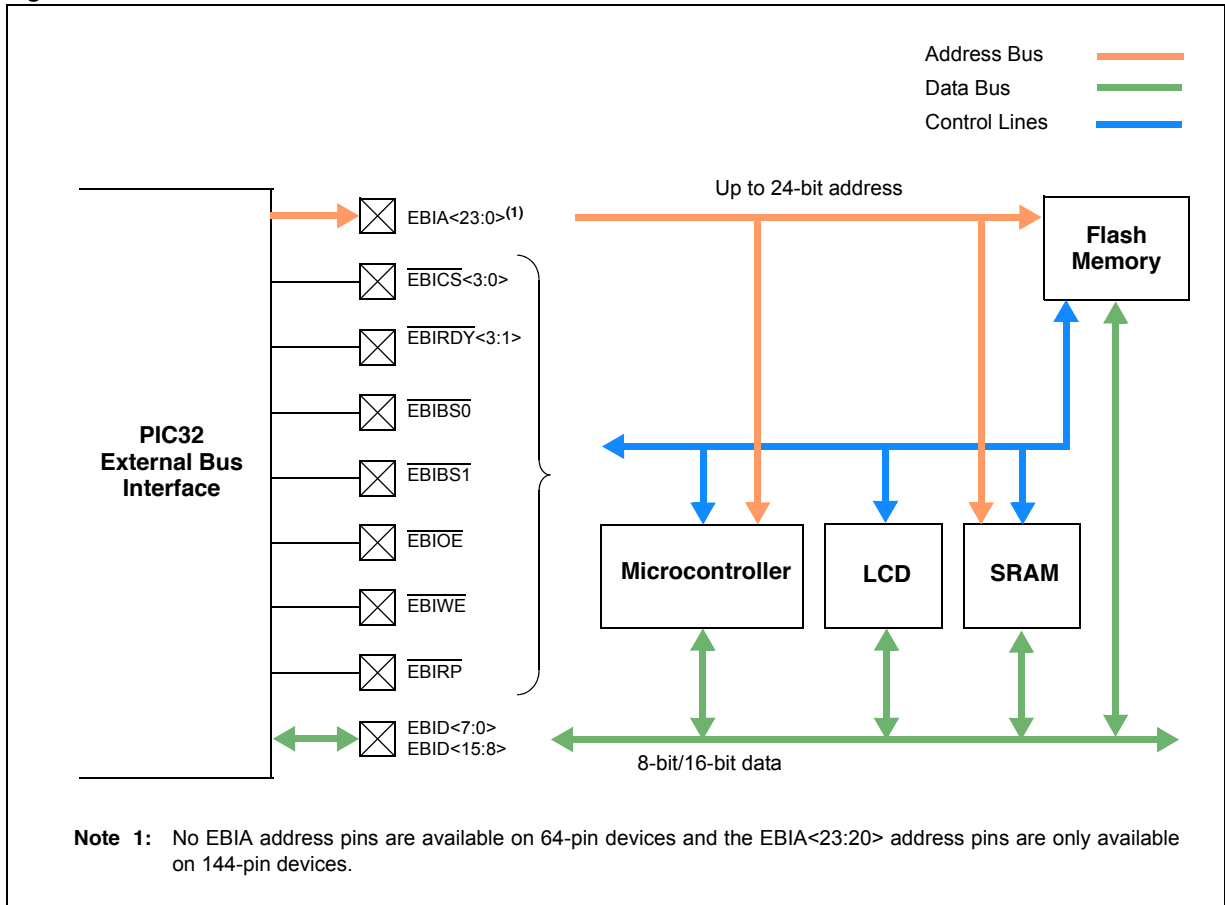 Address Bus
Data Bus
Control Lines
Up to 24-bit address
EBIA<23:0>(1)
Flash
Memory
EBICS<3:0>
EBIRDY<3:1>
EBIBS0
PIC32
External Bus
Interface
EBIBS1
EBIOE
EBIWE
EBIRP
Microcontroller
LCD
SRAM
EBID<7:0>
EBID<15:8>
8-bit/16-bit data
Note 1: No EBIA address pins are available on 64-pin devices and the EBIA<23:20> address pins are only available
on 144-pin devices.